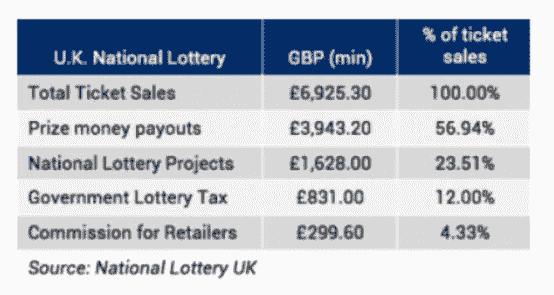 % of ticket
U.K. National Lottery GBP (min) sales
Total Ticket Sales £6,925.30 100.00%
Prize money payouts £3,943.20 56.94%
National Lottery Projects £1,628.00 23.51%
Government Lottery Tax £831.00 12.00%
Commission for Retailers £299.60 4.33%
Source: National Lottery UK